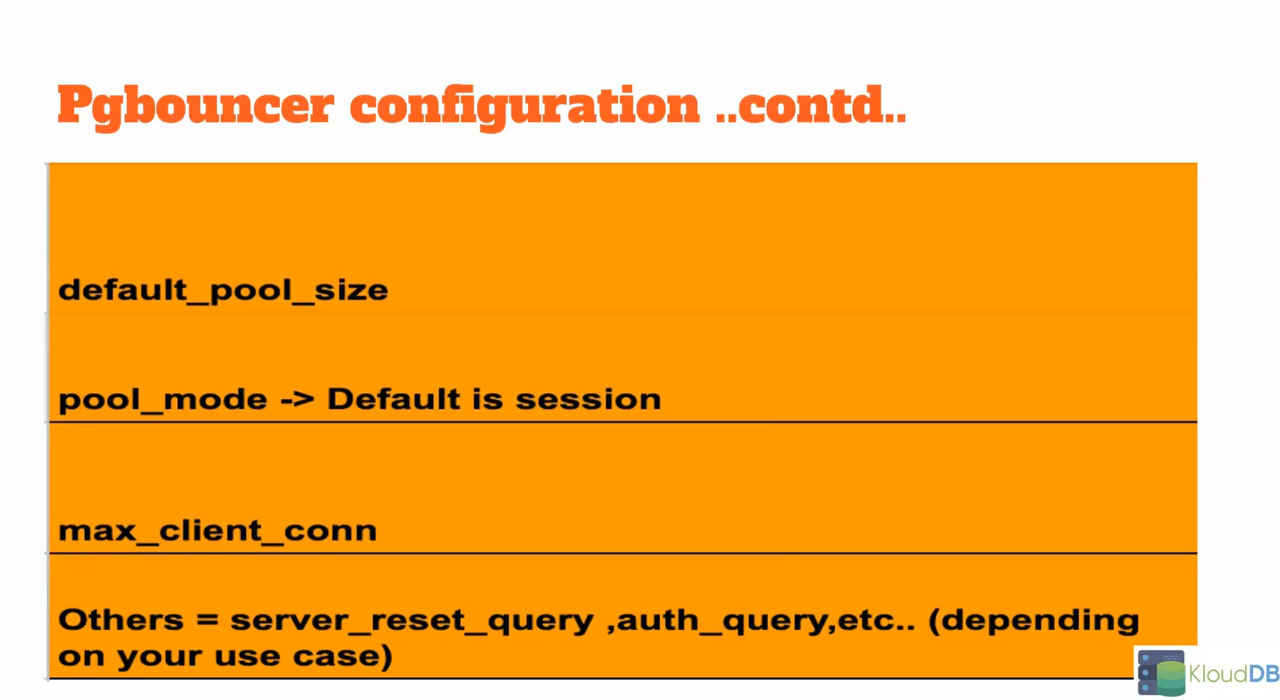 Pgbouncer configuration ..contd..
default_pool_size
pool_mode -> Default is session
max_client_conn
Others = server_reset_query ,auth_query,etc.. (depending
on your use case)
KloudDB